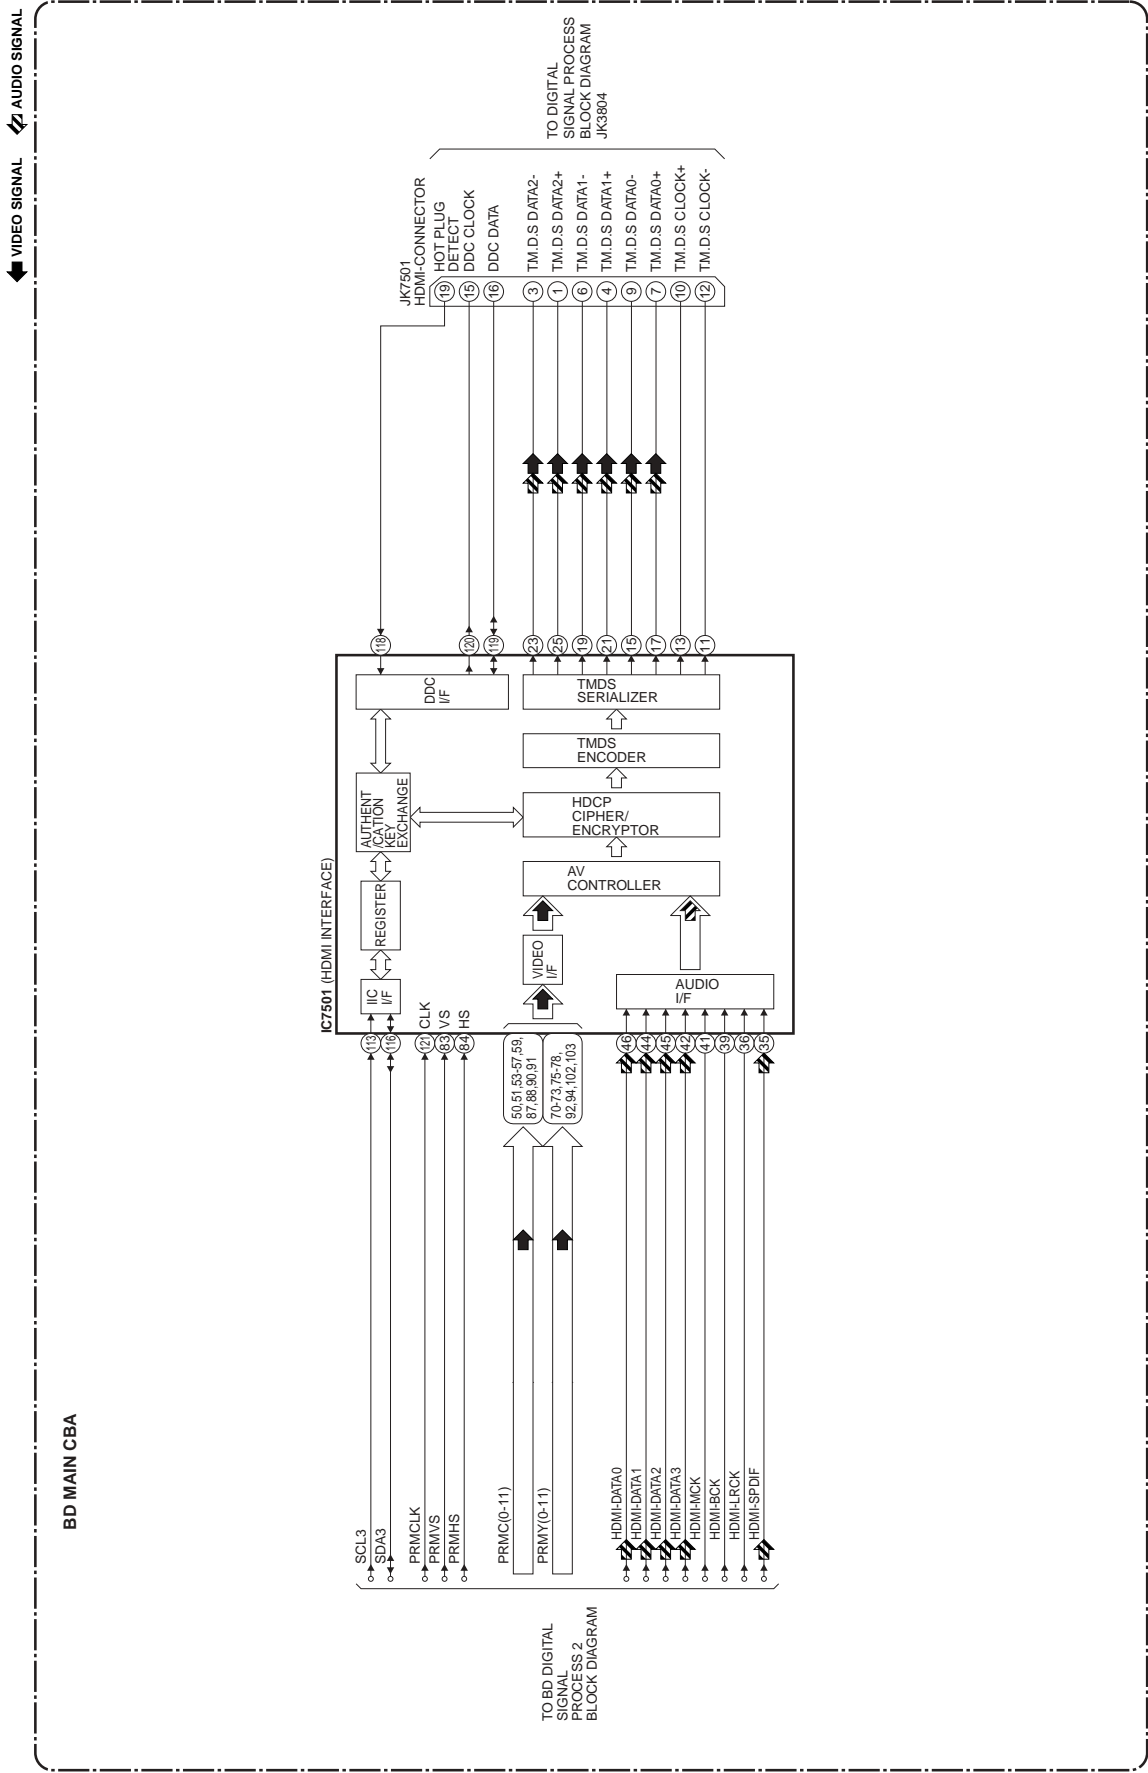 VIDEO SIGNAL
AUDIO SIGNAL
BD MAIN CBA
TO BD DIGITAL
SIGNAL
PROCESS 2
BLOCK DIAGRAM
SCL3
SDA3
PRMCLK
PRMVS
PRMHS
PRMC(0-11)
PRMY(0-11)
HDMI-DATA0
HDMI-DATA1
HDMI-DATA2
HDMI-DATA3
HDMI-MCK
HDMI-BCK
HDMI-LRCK
HDMI-SPDIF
IC7501 (HDMI INTERFACE)
113
116
121 CLK
83 VS
84 HS
50,51,53-57,59,
87,88,90,91
70-73,75-78,
92,94,102,103
46
44
45
42
41
39
36
35
IIC
I/F
REGISTER
AUTHENT
/CATION
KEY
EXCHANGE
DDC
I/F
VIDEO
I/F
AUDIO
I/F
AV
CONTROLLER
HDCP
CIPHER/
ENCRYPTOR
TMDS
ENCODER
TMDS
SERIALIZER
118
120
119
23
25
19
21
15
17
13
11
JK7501
HDMI-CONNECTOR
19 HOT PLUG
DETECT
15 DDC CLOCK
16 DDC DATA
3 T.M.D.S DATA2-
1 T.M.D.S DATA2+
6 T.M.D.S DATA1-
4 T.M.D.S DATA1+
9 T.M.D.S DATA0-
7 T.M.D.S DATA0+
10 T.M.D.S CLOCK+
12 T.M.D.S CLOCK-
TO DIGITAL
SIGNAL PROCESS
BLOCK DIAGRAM
JK3804